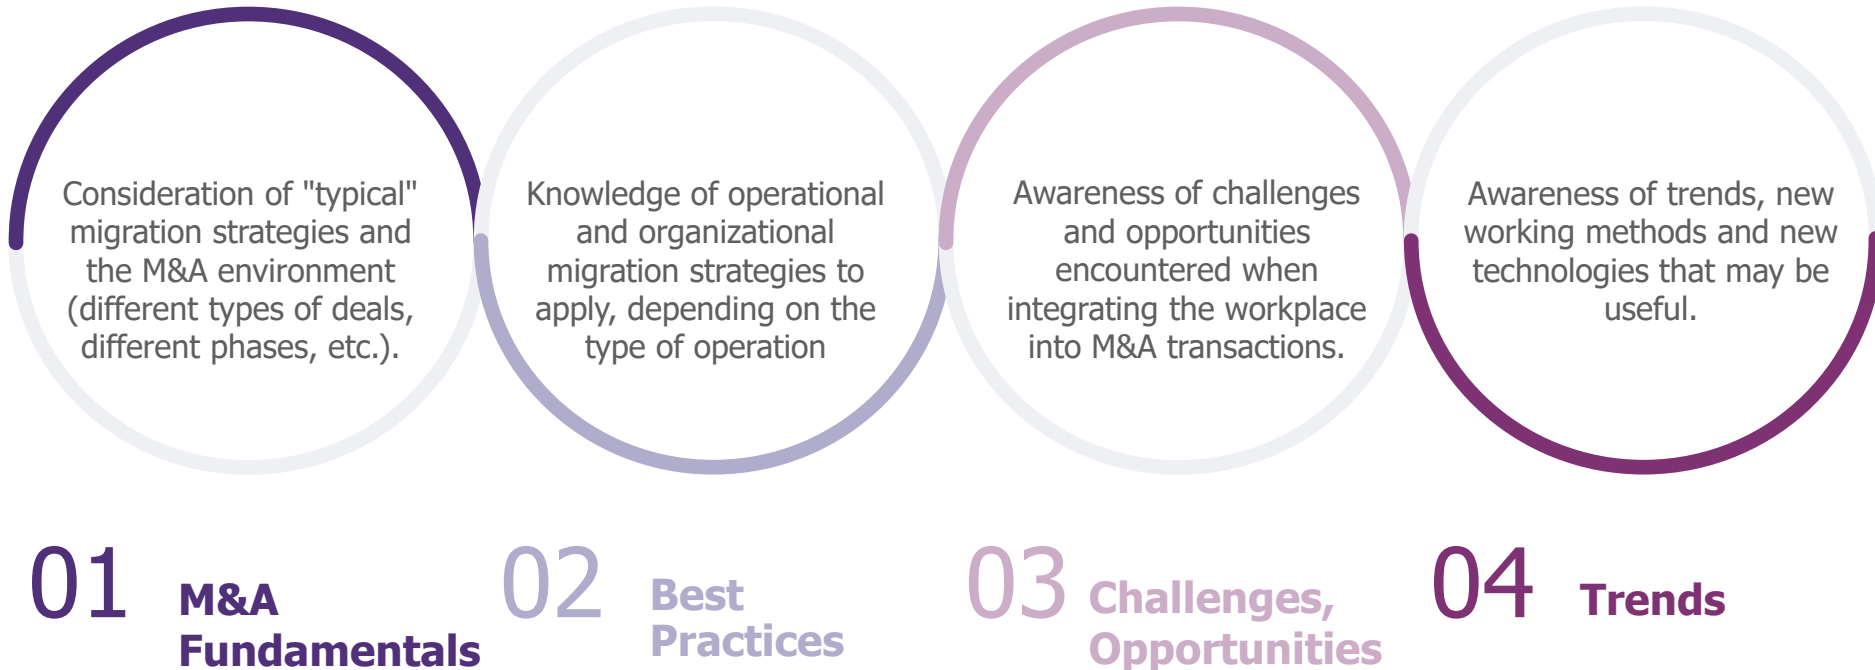 Consideration of "typical"
migration strategies and
the M&A environment
(different types of deals,
different phases, etc.).
Knowledge of operational
and organizational
migration strategies to
apply, depending on the
type of operation
Awareness of challenges
and opportunities
encountered when
integrating the workplace
into M&A transactions.
Awareness of trends, new
working methods and new
technologies that may be
useful.
01 M&A
Fundamentals
02 Best
Practices
03 Challenges,
Opportunities
04 Trends